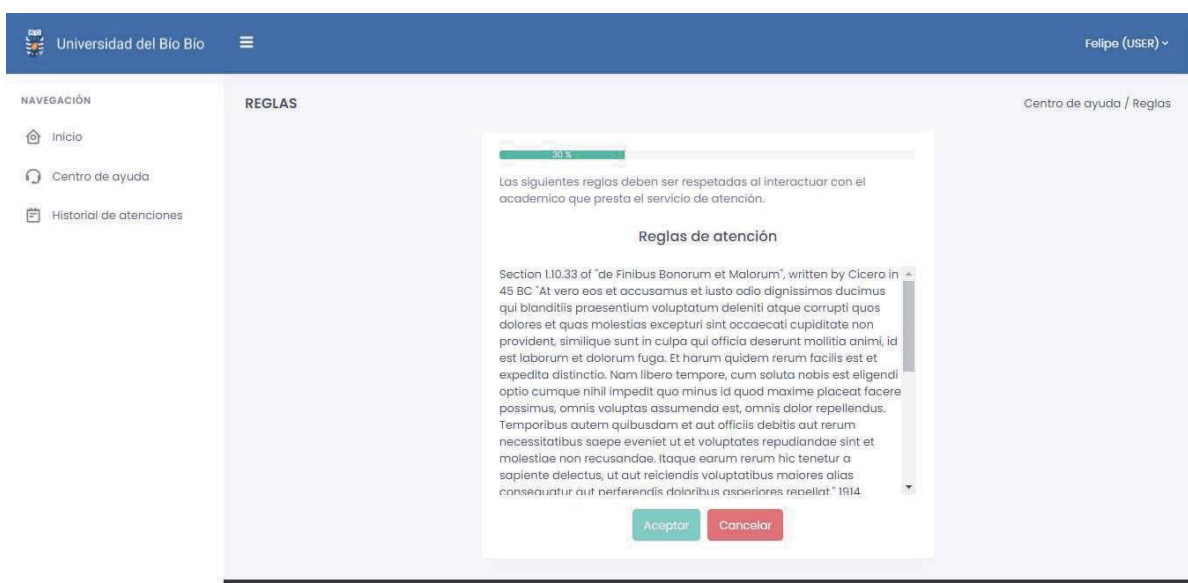 Universidad del Bío Bío
Felipe (USER)
NAVEGACIÓN
Inicio
Centro de ayuda
Historial de atenciones
REGLAS
Centro de ayuda / Reglas
30 %
Las siguientes reglas deben ser respetadas al interactuar con el
academico que presta el servicio de atención.
Reglas de atención
Section 1.10.33 of "de Finibus Bonorum et Malorum", written by Cicero in
45 BC "At vero eos et accusamus et iusto odio dignissimos ducimus
qui blanditiis praesentium voluptatum deleniti atque corrupti quos
dolores et quas molestias excepturi sint occaecati cupiditate non
provident, similique sunt in culpa qui officia deserunt mollitia animi, id
est laborum et dolorum fuga. Et harum quidem rerum facilis est et
expedita distinctio. Nam libero tempore, cum soluta nobis est eligendi
optio cumque nihil impedit quo minus id quod maxime placeat facere
possimus, omnis voluptas assumenda est, omnis dolor repellendus.
Temporibus autem quibusdam et aut officiis debitis aut rerum
necessitatibus saepe eveniet ut et voluptates repudiandae sint et
molestiae non recusandae. Itaque earum rerum hic tenetur a
sapiente delectus, ut aut reiciendis voluptatibus maiores alias
consequatur aut perferendis doloribus asperiores repellat." 1914
Aceptar
Cancelar